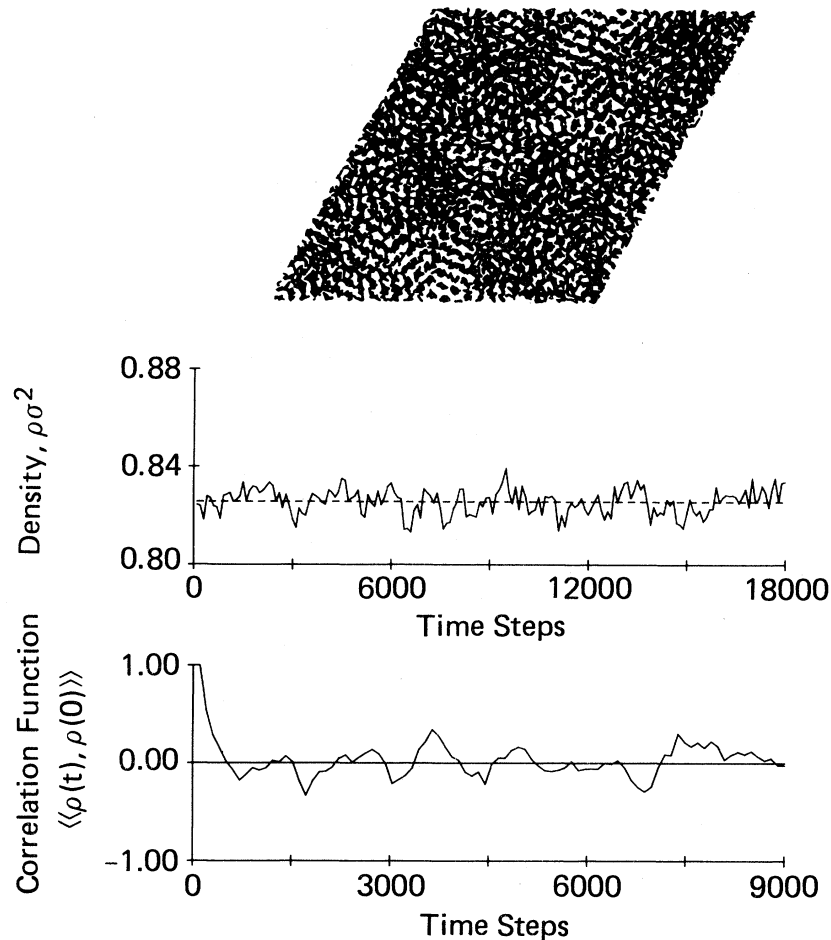 0.88
0.84
0.80
Density, ρσ²
0 6000 12000 18000
Time Steps
1.00
0.00
−1.00
Correlation Function
⟨⟨ρ(t), ρ(0)⟩⟩
0 3000 6000 9000
Time Steps